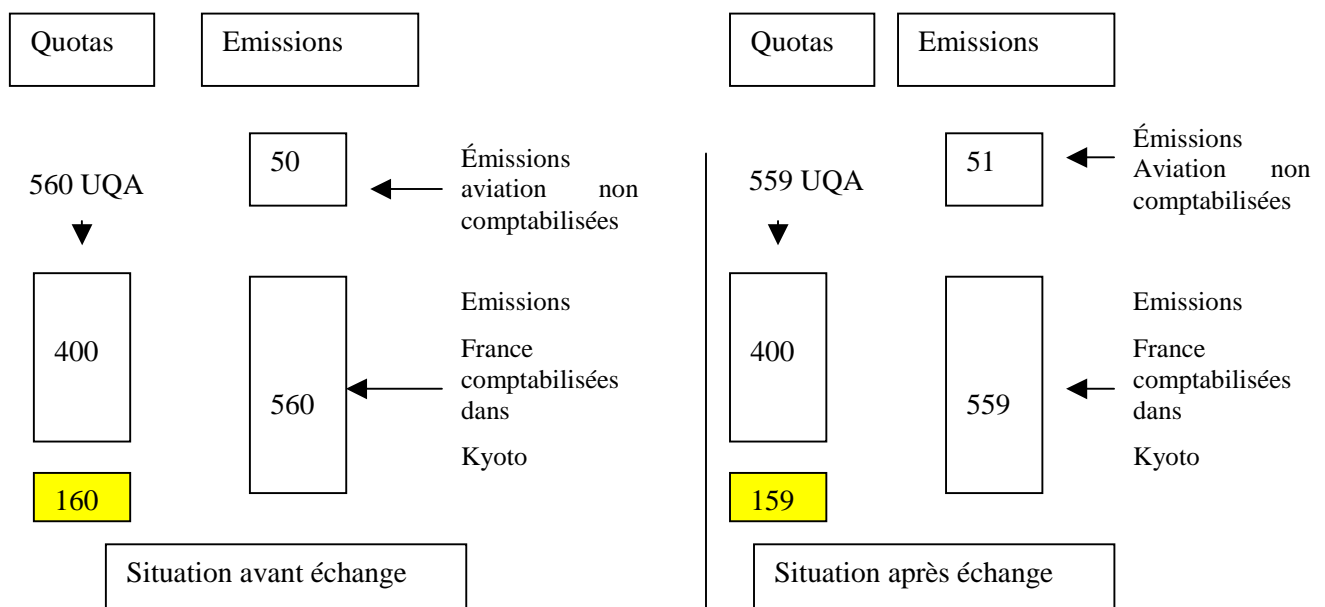 Quotas
Emissions
50
Émissions
aviation non
comptabilisées
560 UQA
400
560
Emissions
France
comptabilisées
dans
Kyoto
160
Situation avant échange
Quotas
Emissions
51
Émissions
Aviation non
comptabilisées
559 UQA
400
559
Emissions
France
comptabilisées
dans
Kyoto
159
Situation après échange